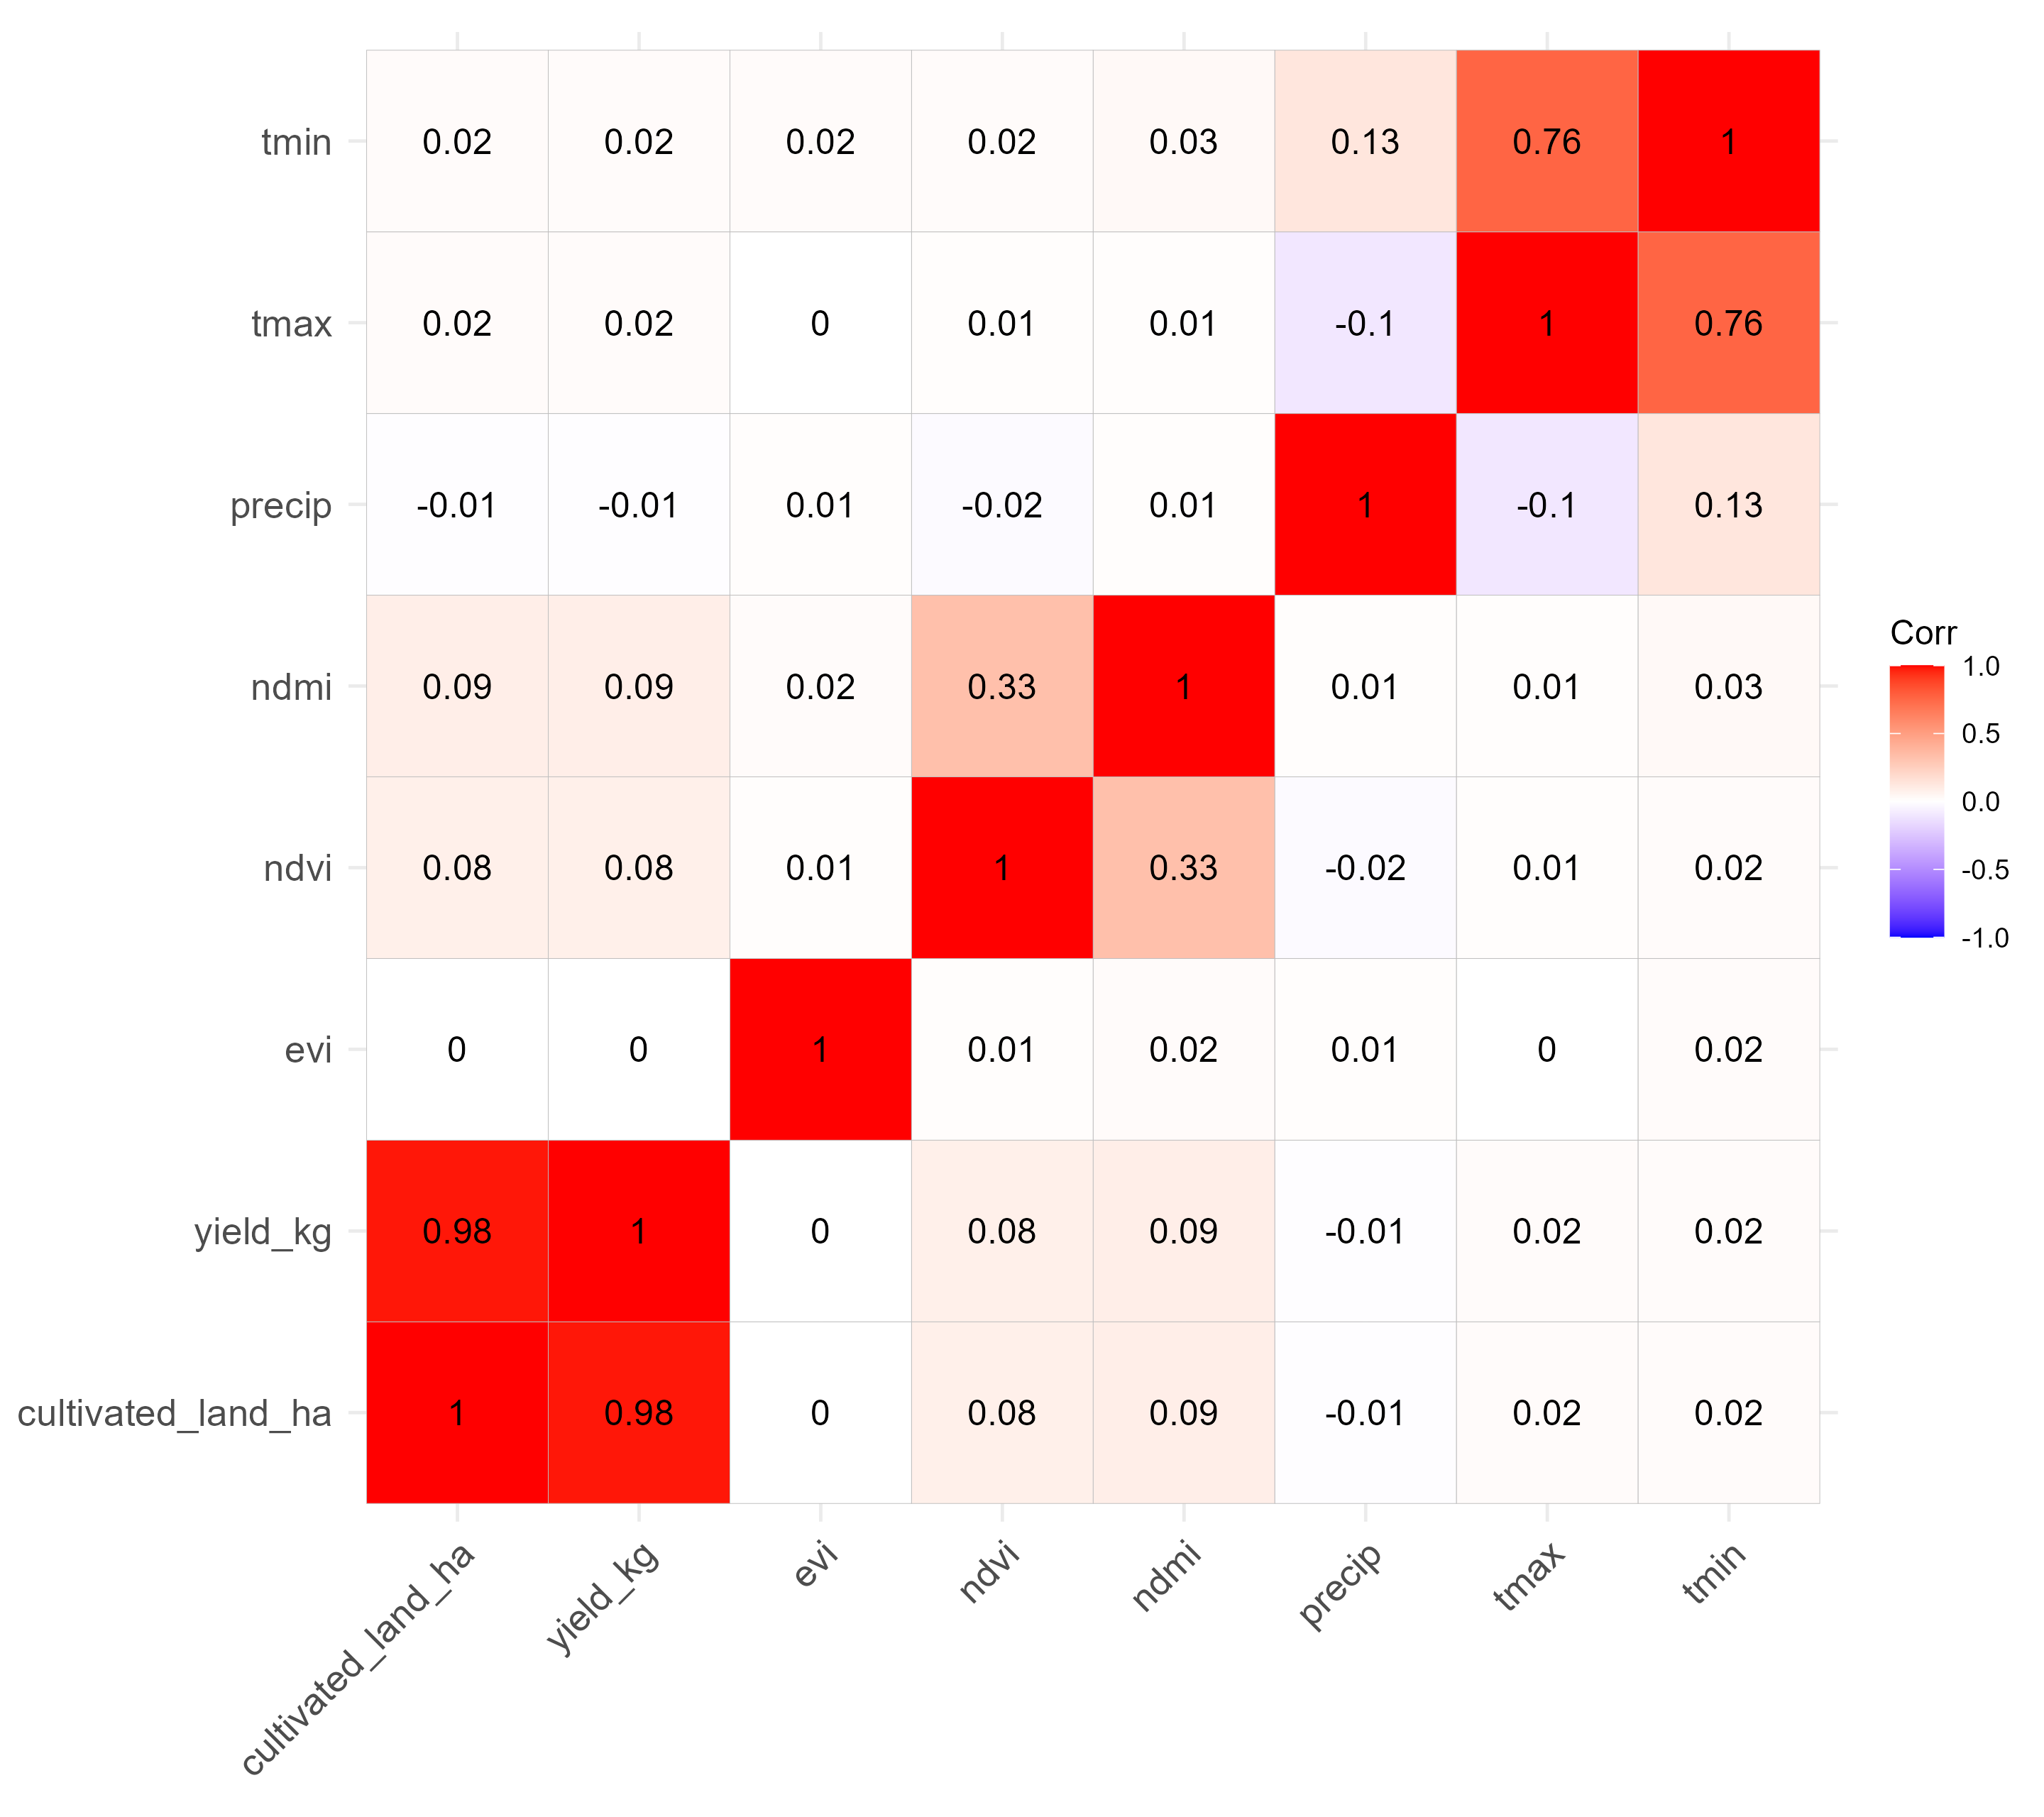 tmin 0.02 0.02 0.02 0.02 0.03 0.13 0.76 1
tmax 0.02 0.02 0 0.01 0.01 -0.1 1 0.76
precip -0.01 -0.01 0.01 -0.02 0.01 1 -0.1 0.13
ndmi 0.09 0.09 0.02 0.33 1 0.01 0.01 0.03
ndvi 0.08 0.08 0.01 1 0.33 -0.02 0.01 0.02
evi 0 0 1 0.01 0.02 0.01 0 0.02
yield_kg 0.98 1 0 0.08 0.09 -0.01 0.02 0.02
cultivated_land_ha 1 0.98 0 0.08 0.09 -0.01 0.02 0.02
cultivated_land_ha yield_kg evi ndvi ndmi precip tmax tmin
Corr
1.0
0.5
0.0
-0.5
-1.0